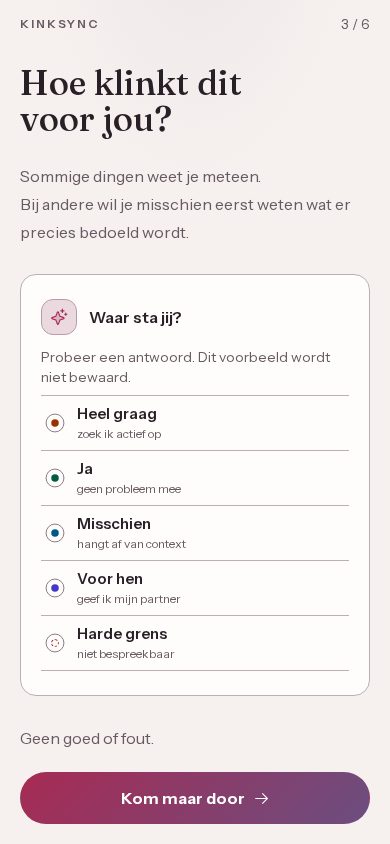 KINKSYNC
3 / 6
Hoe klinkt dit
voor jou?
Sommige dingen weet je meteen.
Bij andere wil je misschien eerst weten wat er
precies bedoeld wordt.
Waar sta jij?
Probeer een antwoord. Dit voorbeeld wordt
niet bewaard.
Heel graag
zoek ik actief op
Ja
geen probleem mee
Misschien
hangt af van context
Voor hen
geef ik mijn partner
Harde grens
niet bespreekbaar
Geen goed of fout.
Kom maar door →